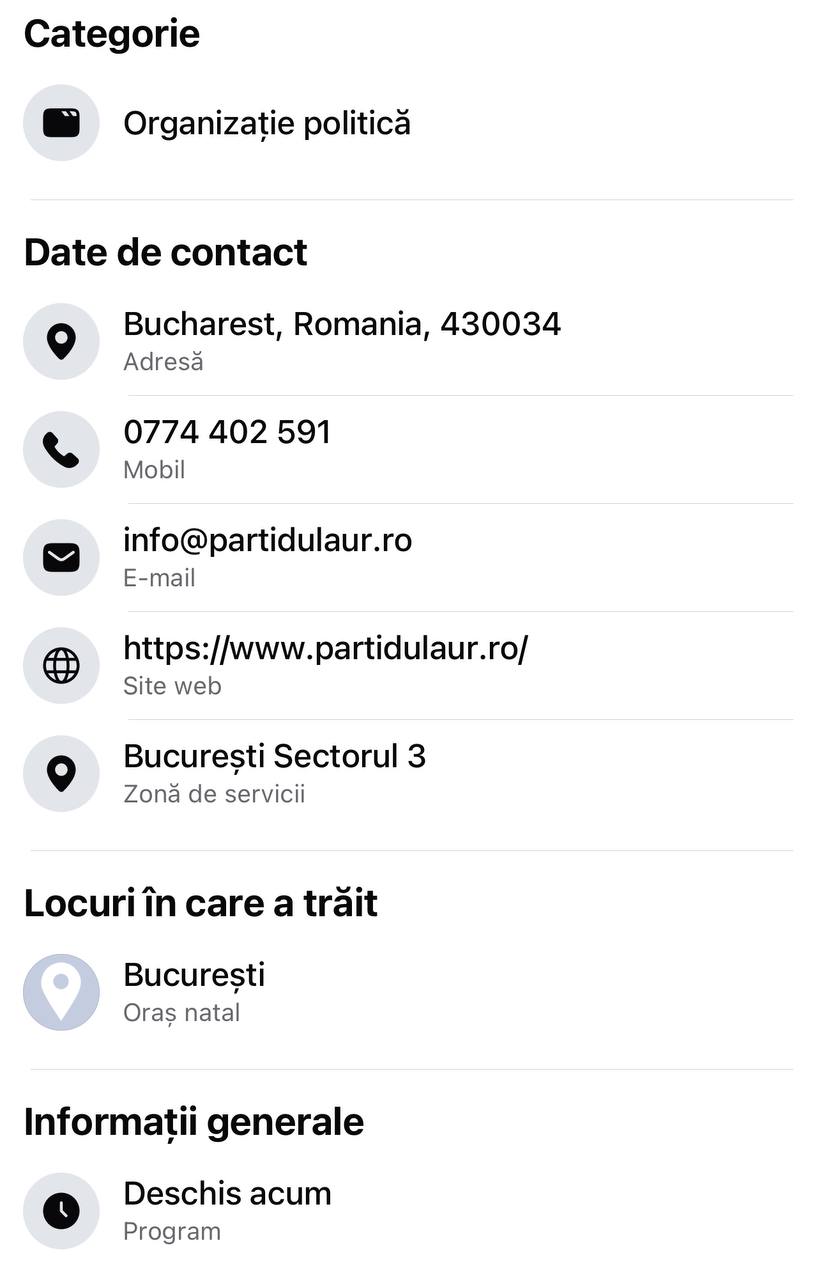 Categorie
Organizație politică
Date de contact
Bucharest, Romania, 430034
Adresă
0774 402 591
Mobil
info@partidulaur.ro
E-mail
https://www.partidulaur.ro/
Site web
București Sectorul 3
Zonă de servicii
Locuri în care a trăit
București
Oraș natal
Informații generale
Deschis acum
Program